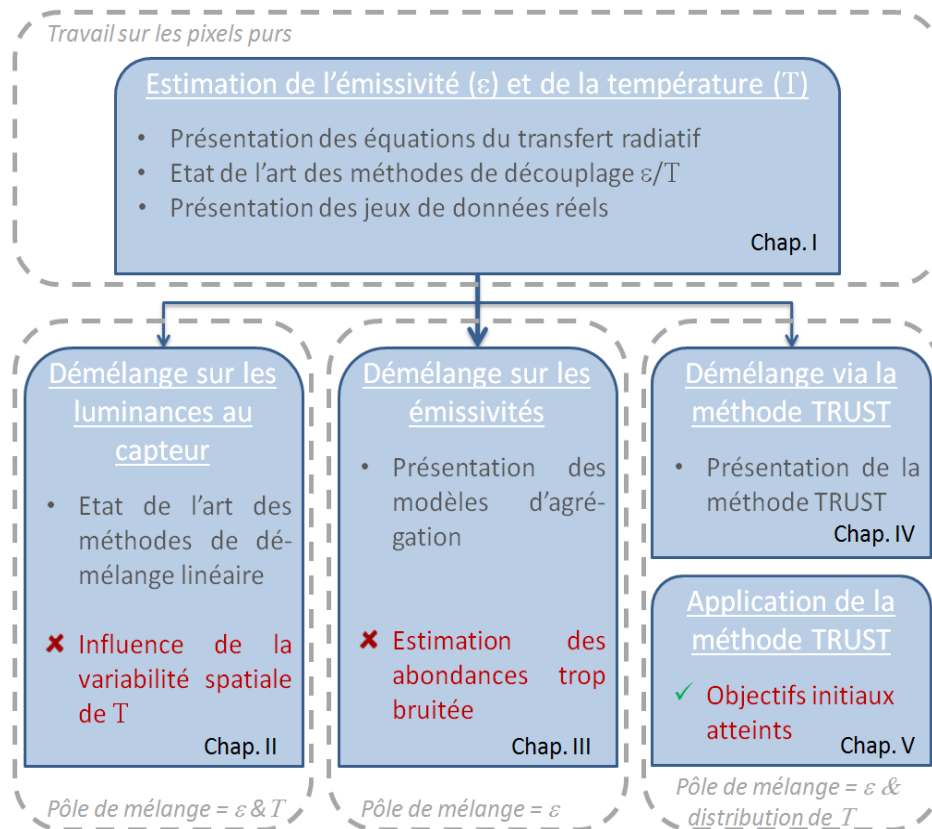 Travail sur les pixels purs
Estimation de l'émissivité (ε) et de la température (T)
• Présentation des équations du transfert radiatif
• Etat de l'art des méthodes de découplage ε/T
• Présentation des jeux de données réels
Chap. I
Démélange sur les
luminances au
capteur
• Etat de l'art des
méthodes de dé-
mélange linéaire
✘ Influence de la
variabilité spatiale
de T
Chap. II
Pôle de mélange = ε & T
Démélange sur les
émissivités
• Présentation des
modèles d'agré-
gation
✘ Estimation des
abondances trop
bruitée
Chap. III
Pôle de mélange = ε
Démélange via la
méthode TRUST
• Présentation de la
méthode TRUST
Chap. IV
Application de la
méthode TRUST
✓ Objectifs initiaux
atteints
Chap. V
Pôle de mélange = ε &
distribution de T